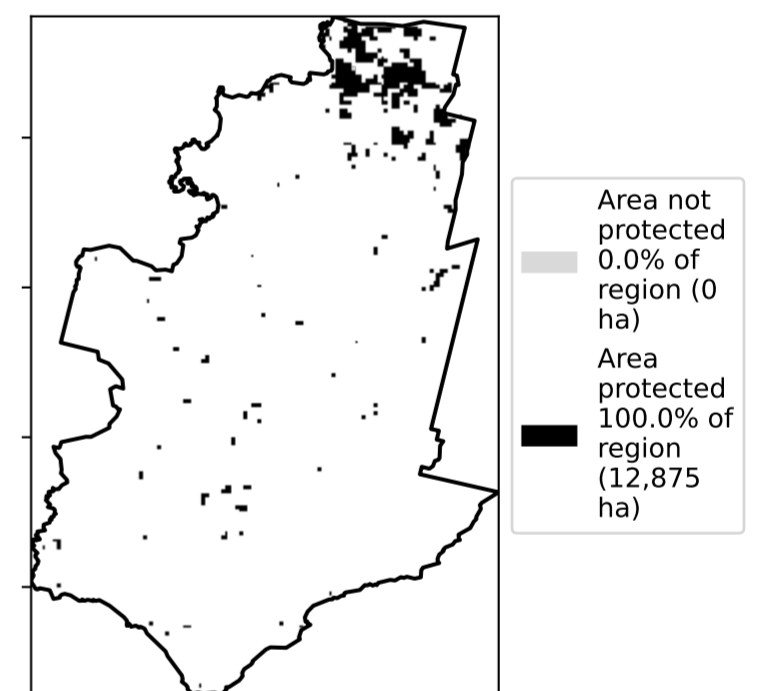 Area not
protected
0.0% of
region (0
ha)
Area
protected
100.0% of
region
(12,875
ha)